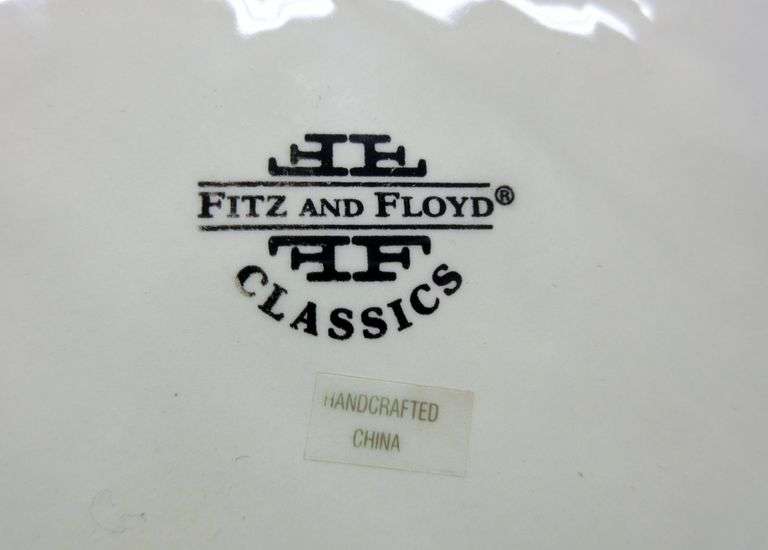 FITZ AND FLOYD®
CLASSICS
HANDCRAFTED
CHINA